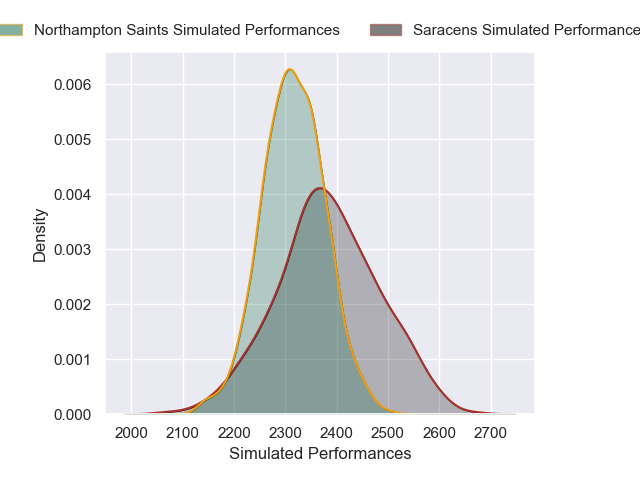 Northampton Saints Simulated Performances
Saracens Simulated Performance
0.006
0.005
0.004
0.003
0.002
0.001
0.000
Density
2000 2100 2200 2300 2400 2500 2600 2700
Simulated Performances